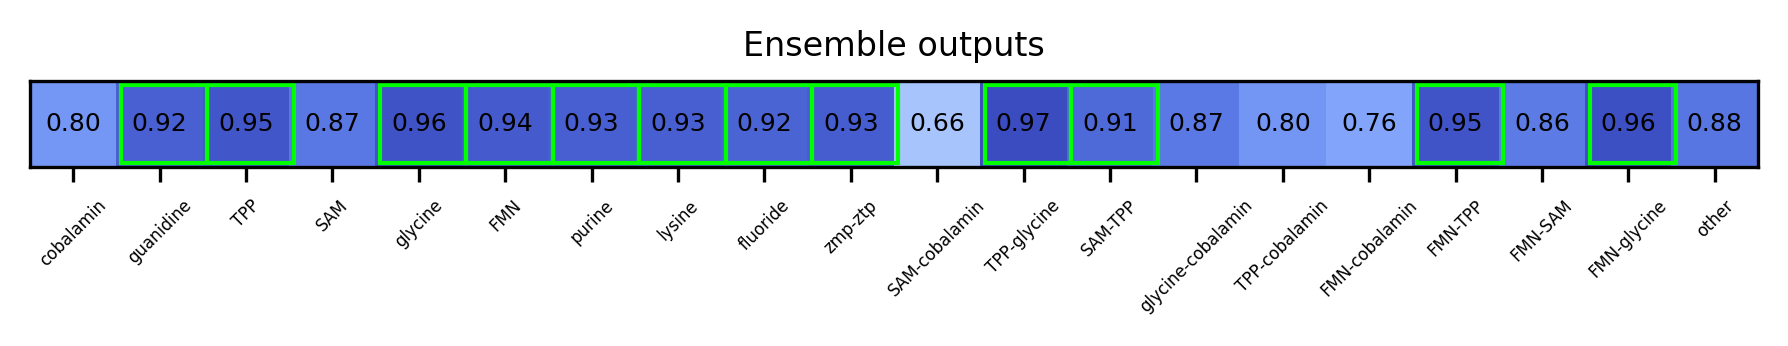 Ensemble outputs
0.80 0.92 0.95 0.87 0.96 0.94 0.93 0.93 0.92 0.93 0.66 0.97 0.91 0.87 0.80 0.76 0.95 0.86 0.96 0.88
cobalamin guanidine TPP SAM glycine FMN purine lysine fluoride zmp-ztp SAM-cobalamin TPP-glycine SAM-TPP glycine-cobalamin TPP-cobalamin FMN-cobalamin FMN-TPP FMN-SAM FMN-glycine other